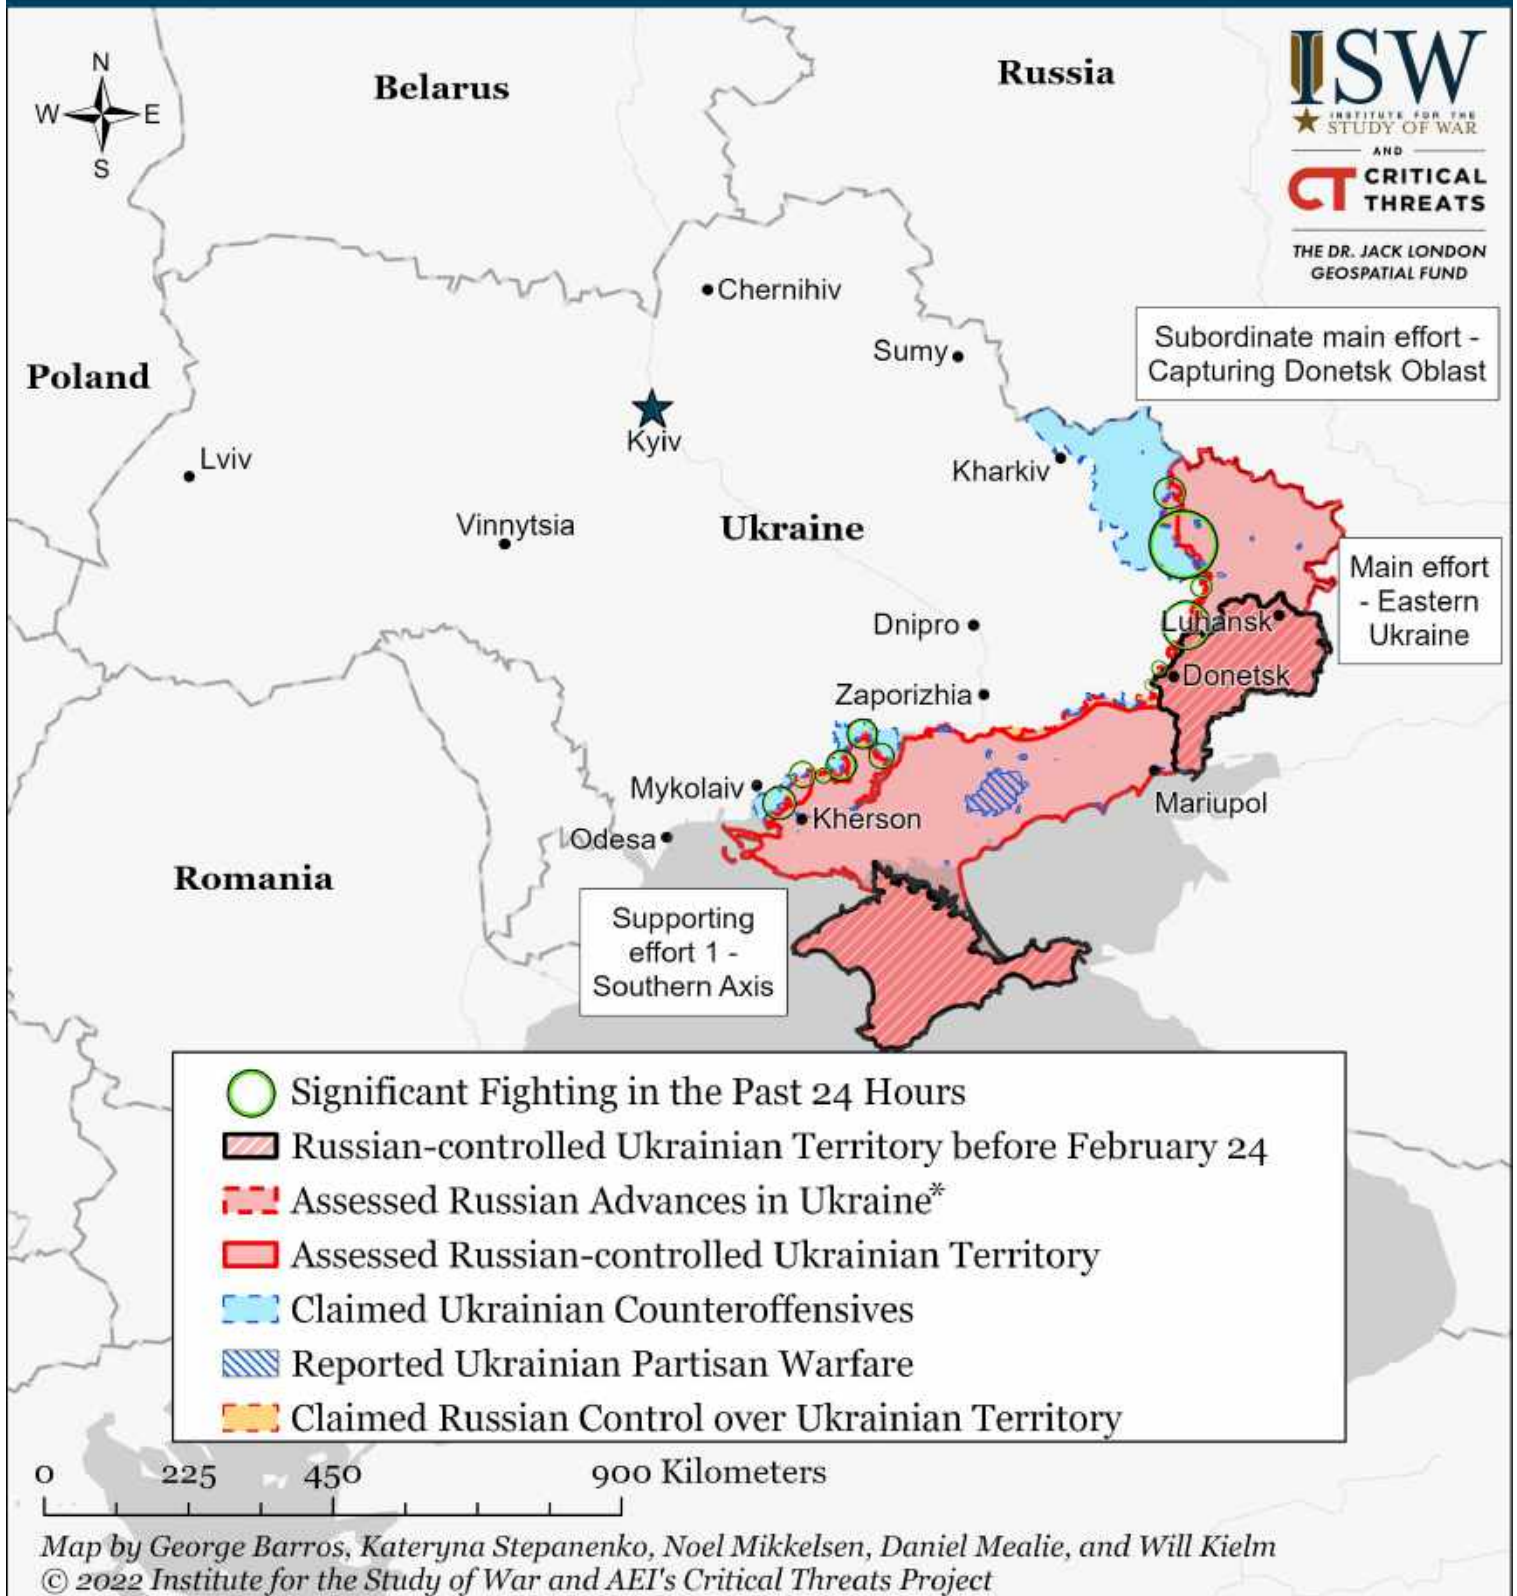 N
W
E
S
Belarus
Russia
ISW
INSTITUTE FOR THE
STUDY OF WAR
AND
CT CRITICAL
THREATS
THE DR. JACK LONDON
GEOSPATIAL FUND
Chernihiv
Subordinate main effort -
Capturing Donetsk Oblast
Sumy
Poland
Kyiv
Lviv
Kharkiv
Vinnytsia
Ukraine
Main effort
- Eastern
Ukraine
Dnipro
Luhansk
Donetsk
Zaporizhia
Mykolaiv
Mariupol
Kherson
Odesa
Romania
Supporting
effort 1 -
Southern Axis
Significant Fighting in the Past 24 Hours
Russian-controlled Ukrainian Territory before February 24
Assessed Russian Advances in Ukraine*
Assessed Russian-controlled Ukrainian Territory
Claimed Ukrainian Counteroffensives
Reported Ukrainian Partisan Warfare
Claimed Russian Control over Ukrainian Territory
0 225 450 900 Kilometers
Map by George Barros, Kateryna Stepanenko, Noel Mikkelsen, Daniel Mealie, and Will Kielm
© 2022 Institute for the Study of War and AEI's Critical Threats Project